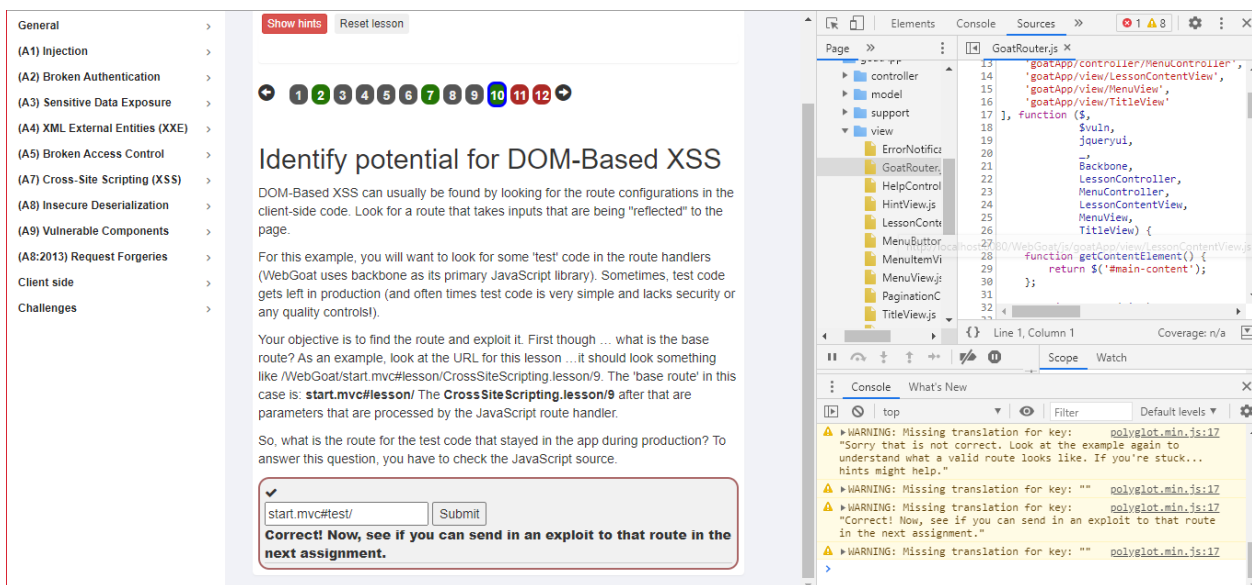 General
(A1) Injection
(A2) Broken Authentication
(A3) Sensitive Data Exposure
(A4) XML External Entities (XXE)
(A5) Broken Access Control
(A7) Cross-Site Scripting (XSS)
(A8) Insecure Deserialization
(A9) Vulnerable Components
(A8:2013) Request Forgeries
Client side
Challenges
Show hints Reset lesson
1 2 3 4 5 6 7 8 9 10 11 12
Identify potential for DOM-Based XSS
DOM-Based XSS can usually be found by looking for the route configurations in the
client-side code. Look for a route that takes inputs that are being "reflected" to the
page.
For this example, you will want to look for some 'test' code in the route handlers
(WebGoat uses backbone as its primary JavaScript library). Sometimes, test code
gets left in production (and often times test code is very simple and lacks security or
any quality controls!).
Your objective is to find the route and exploit it. First though … what is the base
route? As an example, look at the URL for this lesson …it should look something
like /WebGoat/start.mvc#lesson/CrossSiteScripting.lesson/9. The 'base route' in this
case is: start.mvc#lesson/ The CrossSiteScripting.lesson/9 after that are
parameters that are processed by the JavaScript route handler.
So, what is the route for the test code that stayed in the app during production? To
answer this question, you have to check the JavaScript source.
start.mvc#test/ Submit
Correct! Now, see if you can send in an exploit to that route in the
next assignment.
Elements Console Sources » 1 8
Page » GoatRouter.js ×
goatApp
controller
model
support
view
ErrorNotifica
GoatRouter.
HelpControl
HintView.js
LessonConte
MenuButtor
MenuItemVi
MenuView.js
PaginationC
TitleView.js
13 'goatApp/controller/MenuController',
14 'goatApp/view/LessonContentView',
15 'goatApp/view/MenuView',
16 'goatApp/view/TitleView'
17 ], function ($,
18 $vuln,
19 jqueryui,
20 _,
21 Backbone,
22 LessonController,
23 MenuController,
24 LessonContentView,
25 MenuView,
26 TitleView) {
27
http://localhost:8080/WebGoat/js/goatApp/view/LessonContentView.js
28 function getContentElement() {
29 return $('#main-content');
30 };
31
32
{} Line 1, Column 1 Coverage: n/a
Scope Watch
Console What's New
top Filter Default levels ▼
WARNING: Missing translation for key: polyglot.min.js:17
"Sorry that is not correct. Look at the example again to
understand what a valid route looks like. If you're stuck...
hints might help."
WARNING: Missing translation for key: "" polyglot.min.js:17
WARNING: Missing translation for key: polyglot.min.js:17
"Correct! Now, see if you can send in an exploit to that route
in the next assignment."
WARNING: Missing translation for key: "" polyglot.min.js:17